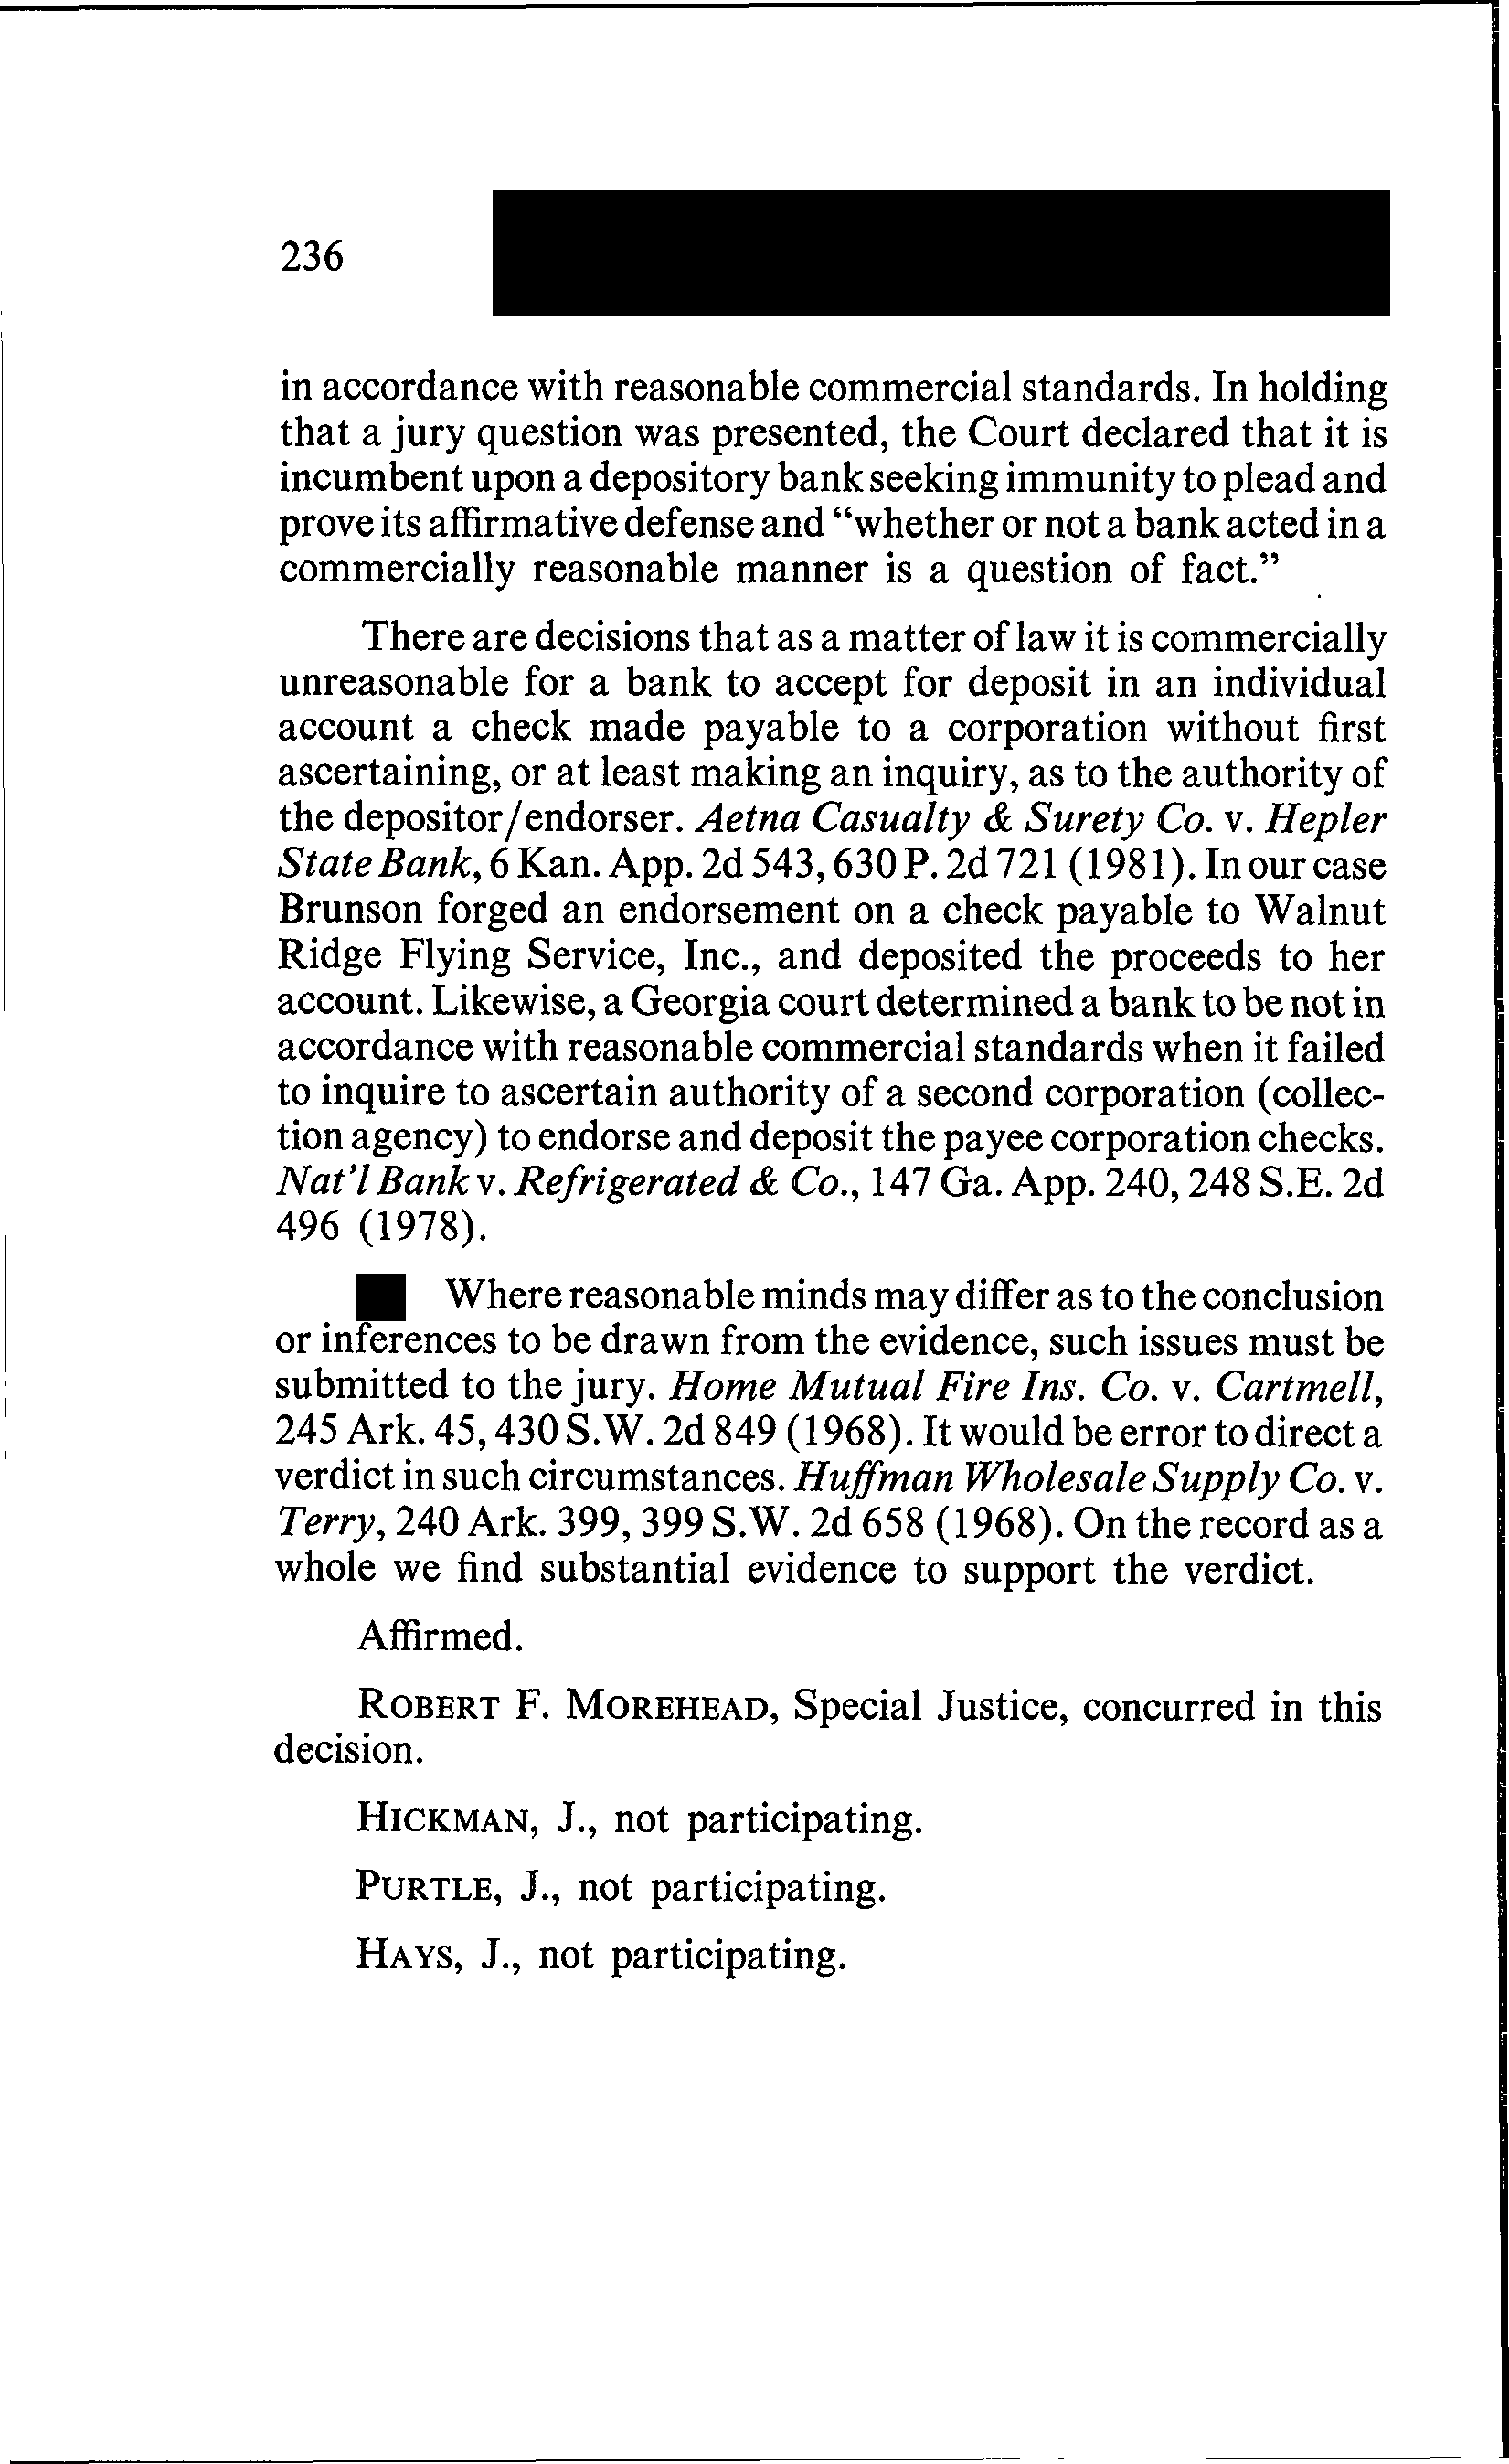 236
in accordance with reasonable commercial standards. In holding
that a jury question was presented, the Court declared that it is
incumbent upon a depository bank seeking immunity to plead and
prove its affirmative defense and “whether or not a bank acted in a
commercially reasonable manner is a question of fact.”
There are decisions that as a matter of law it is commercially
unreasonable for a bank to accept for deposit in an individual
account a check made payable to a corporation without first
ascertaining, or at least making an inquiry, as to the authority of
the depositor/endorser. Aetna Casualty & Surety Co. v. Hepler
State Bank, 6 Kan. App. 2d 543, 630 P. 2d 721 (1981). In our case
Brunson forged an endorsement on a check payable to Walnut
Ridge Flying Service, Inc., and deposited the proceeds to her
account. Likewise, a Georgia court determined a bank to be not in
accordance with reasonable commercial standards when it failed
to inquire to ascertain authority of a second corporation (collec-
tion agency) to endorse and deposit the payee corporation checks.
Nat’l Bank v. Refrigerated & Co., 147 Ga. App. 240, 248 S.E. 2d
496 (1978).
Where reasonable minds may differ as to the conclusion
or inferences to be drawn from the evidence, such issues must be
submitted to the jury. Home Mutual Fire Ins. Co. v. Cartmell,
245 Ark. 45, 430 S.W. 2d 849 (1968). It would be error to direct a
verdict in such circumstances. Huffman Wholesale Supply Co. v.
Terry, 240 Ark. 399, 399 S.W. 2d 658 (1968). On the record as a
whole we find substantial evidence to support the verdict.
Affirmed.
ROBERT F. MOREHEAD, Special Justice, concurred in this
decision.
HICKMAN, J., not participating.
PURTLE, J., not participating.
HAYS, J., not participating.